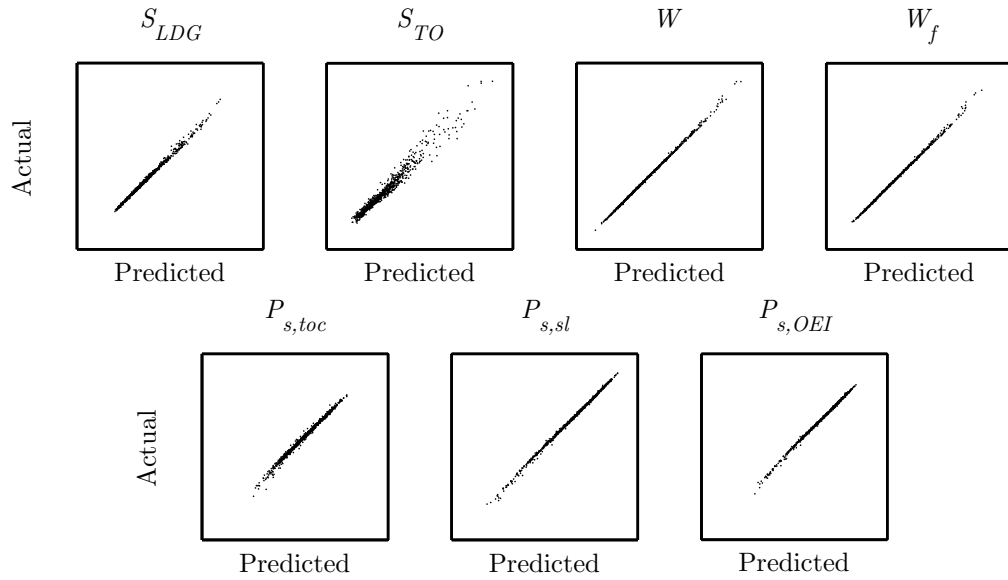 S_LDG S_TO W W_f
Actual
Predicted Predicted Predicted Predicted
P_s,toc P_s,sl P_s,OEI
Actual
Predicted Predicted Predicted